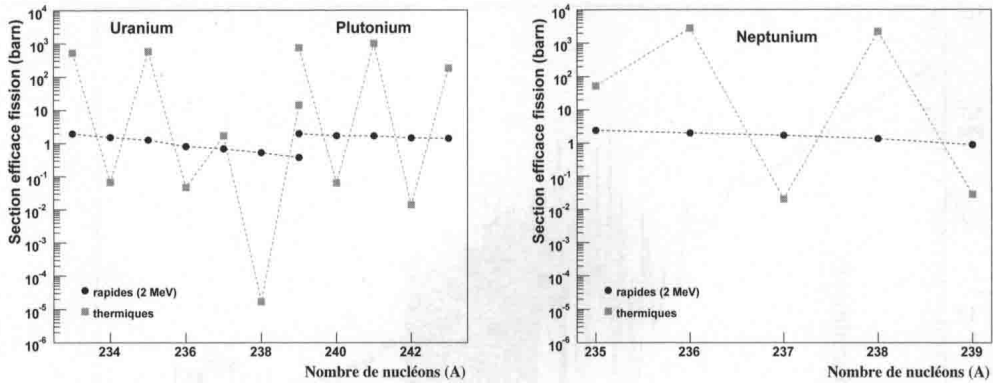 Uranium
Plutonium
Section efficace fission (barn)
10⁴
10³
10²
10
1
10⁻¹
10⁻²
10⁻³
10⁻⁴
10⁻⁵
10⁻⁶
rapides (2 MeV)
thermiques
234 236 238 240 242
Nombre de nucléons (A)
Neptunium
Section efficace fission (barn)
10⁴
10³
10²
10
1
10⁻¹
10⁻²
10⁻³
10⁻⁴
10⁻⁵
10⁻⁶
rapides (2 MeV)
thermiques
235 236 237 238 239
Nombre de nucléons (A)